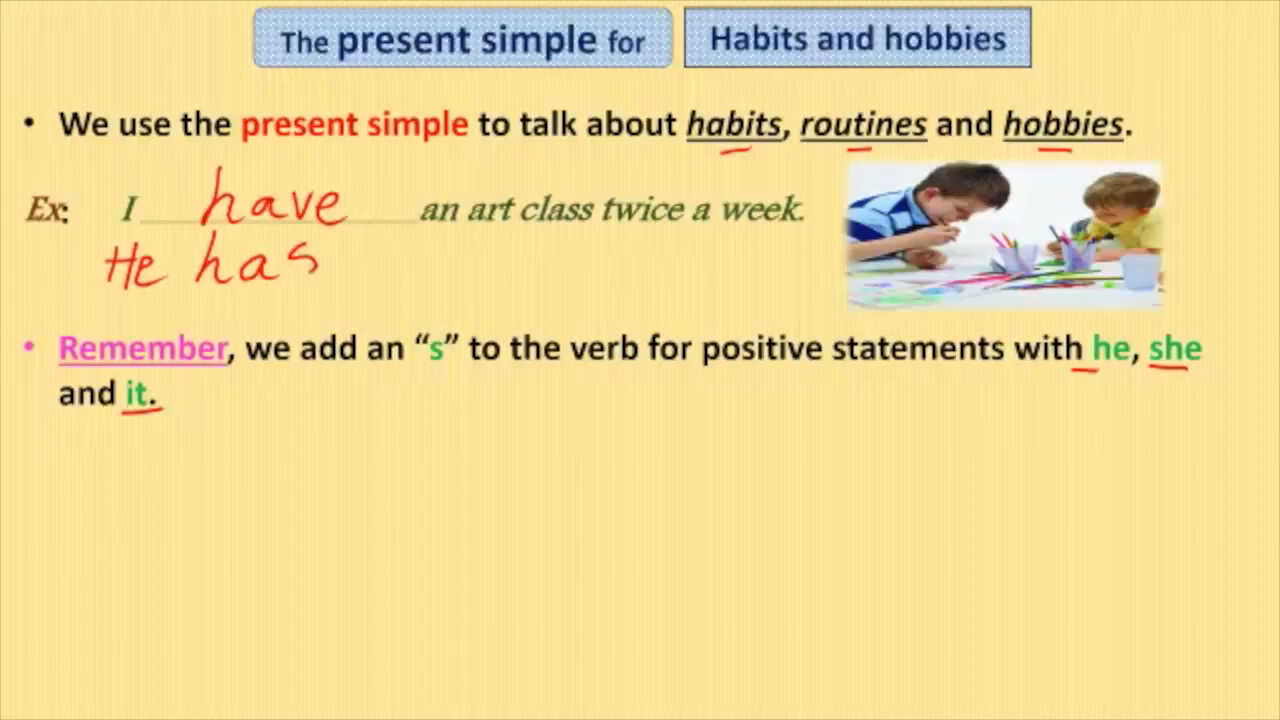 The present simple for Habits and hobbies
• We use the present simple to talk about habits, routines and hobbies.
Ex: I have an art class twice a week.
He has
• Remember, we add an “s” to the verb for positive statements with he, she
and it.